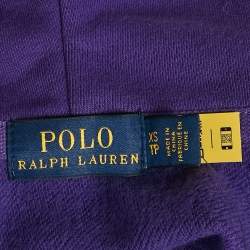 POLO
RALPH LAUREN
XS
TP
MADE IN
CHINA
FABRIQUÉ EN
CHINE